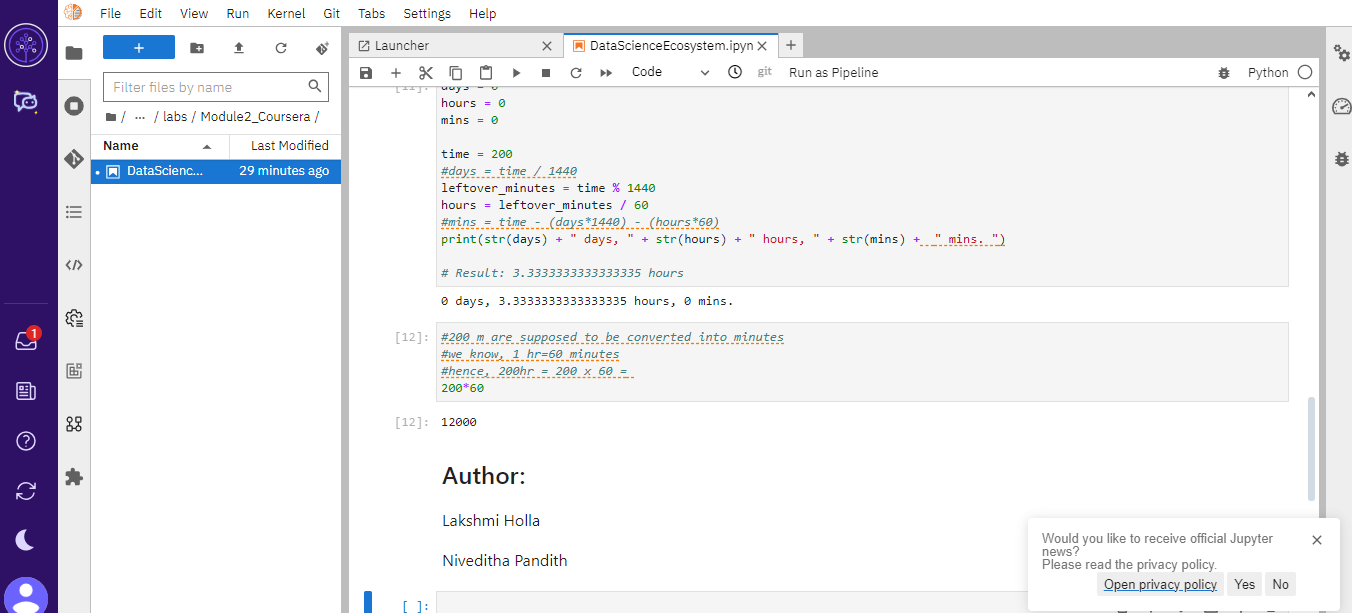 File Edit View Run Kernel Git Tabs Settings Help
Launcher
DataScienceEcosystem.ipyn
Code
git
Run as Pipeline
Python
Filter files by name
/ ... / labs / Module2_Coursera /
Name Last Modified
DataScienc... 29 minutes ago
1
[11]: days = 0
hours = 0
mins = 0
time = 200
#days = time / 1440
leftover_minutes = time % 1440
hours = leftover_minutes / 60
#mins = time - (days*1440) - (hours*60)
print(str(days) + " days, " + str(hours) + " hours, " + str(mins) + " mins. ")
# Result: 3.3333333333333335 hours
0 days, 3.3333333333333335 hours, 0 mins.
[12]: #200 m are supposed to be converted into minutes
#we know, 1 hr=60 minutes
#hence, 200hr = 200 x 60 =
200*60
[12]: 12000
Author:
Lakshmi Holla
Niveditha Pandith
[ ]:
Would you like to receive official Jupyter
news?
Please read the privacy policy.
Open privacy policy Yes No